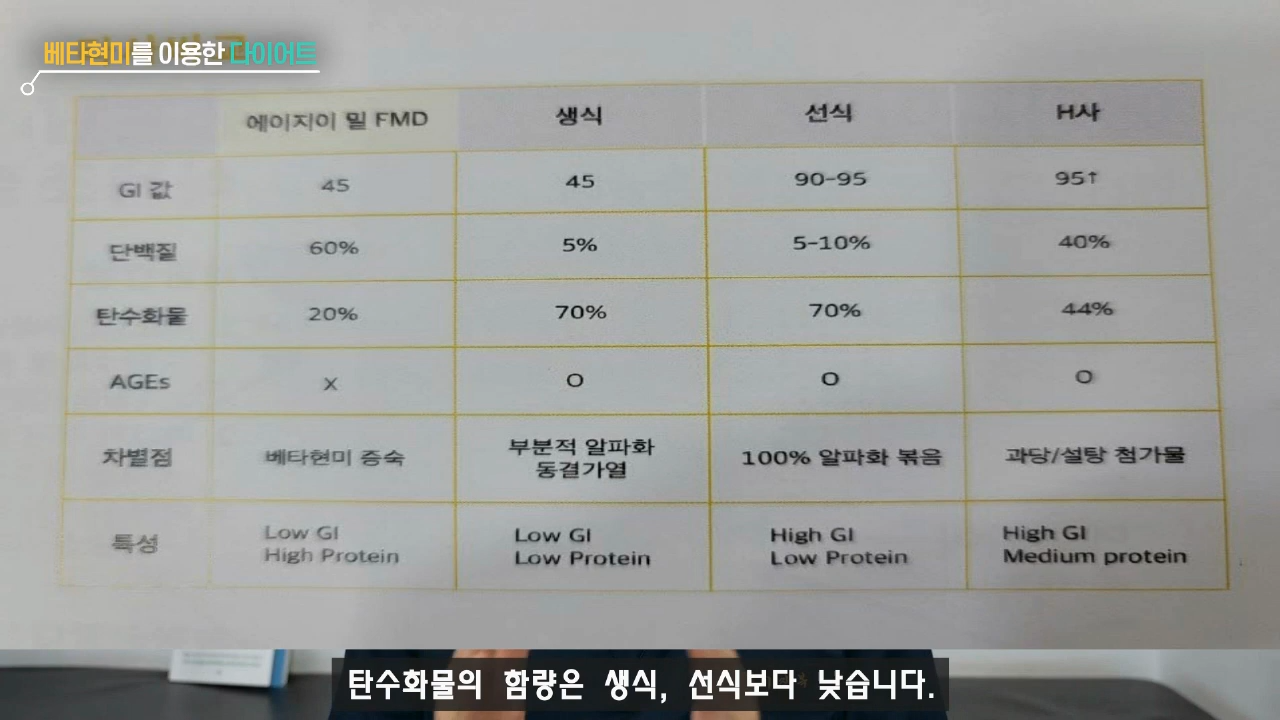 베타현미를 이용한 다이어트
에이지이 밀 FMD 생식 선식 H사
GI 값 45 45 90-95 95↑
단백질 60% 5% 5-10% 40%
탄수화물 20% 70% 70% 44%
AGEs X O O O
차별점 베타현미 증숙 부분적 알파화 100% 알파화 볶음 과당/설탕 첨가물
동결가열
특성 Low GI Low GI High GI High GI
High Protein Low Protein Low Protein Medium protein
탄수화물의 함량은 생식, 선식보다 낮습니다.